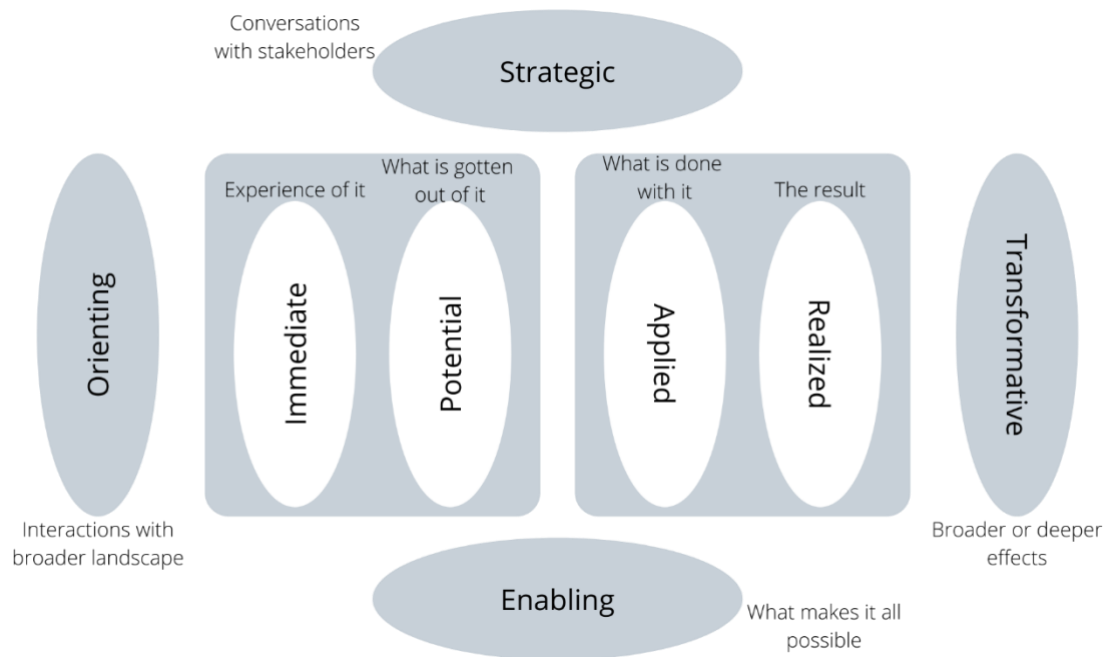 Conversations
with stakeholders
Strategic
Orienting
Interactions with
broader landscape
Experience of it
Immediate
What is gotten
out of it
Potential
What is done
with it
Applied
The result
Realized
Transformative
Broader or deeper
effects
Enabling
What makes it all
possible